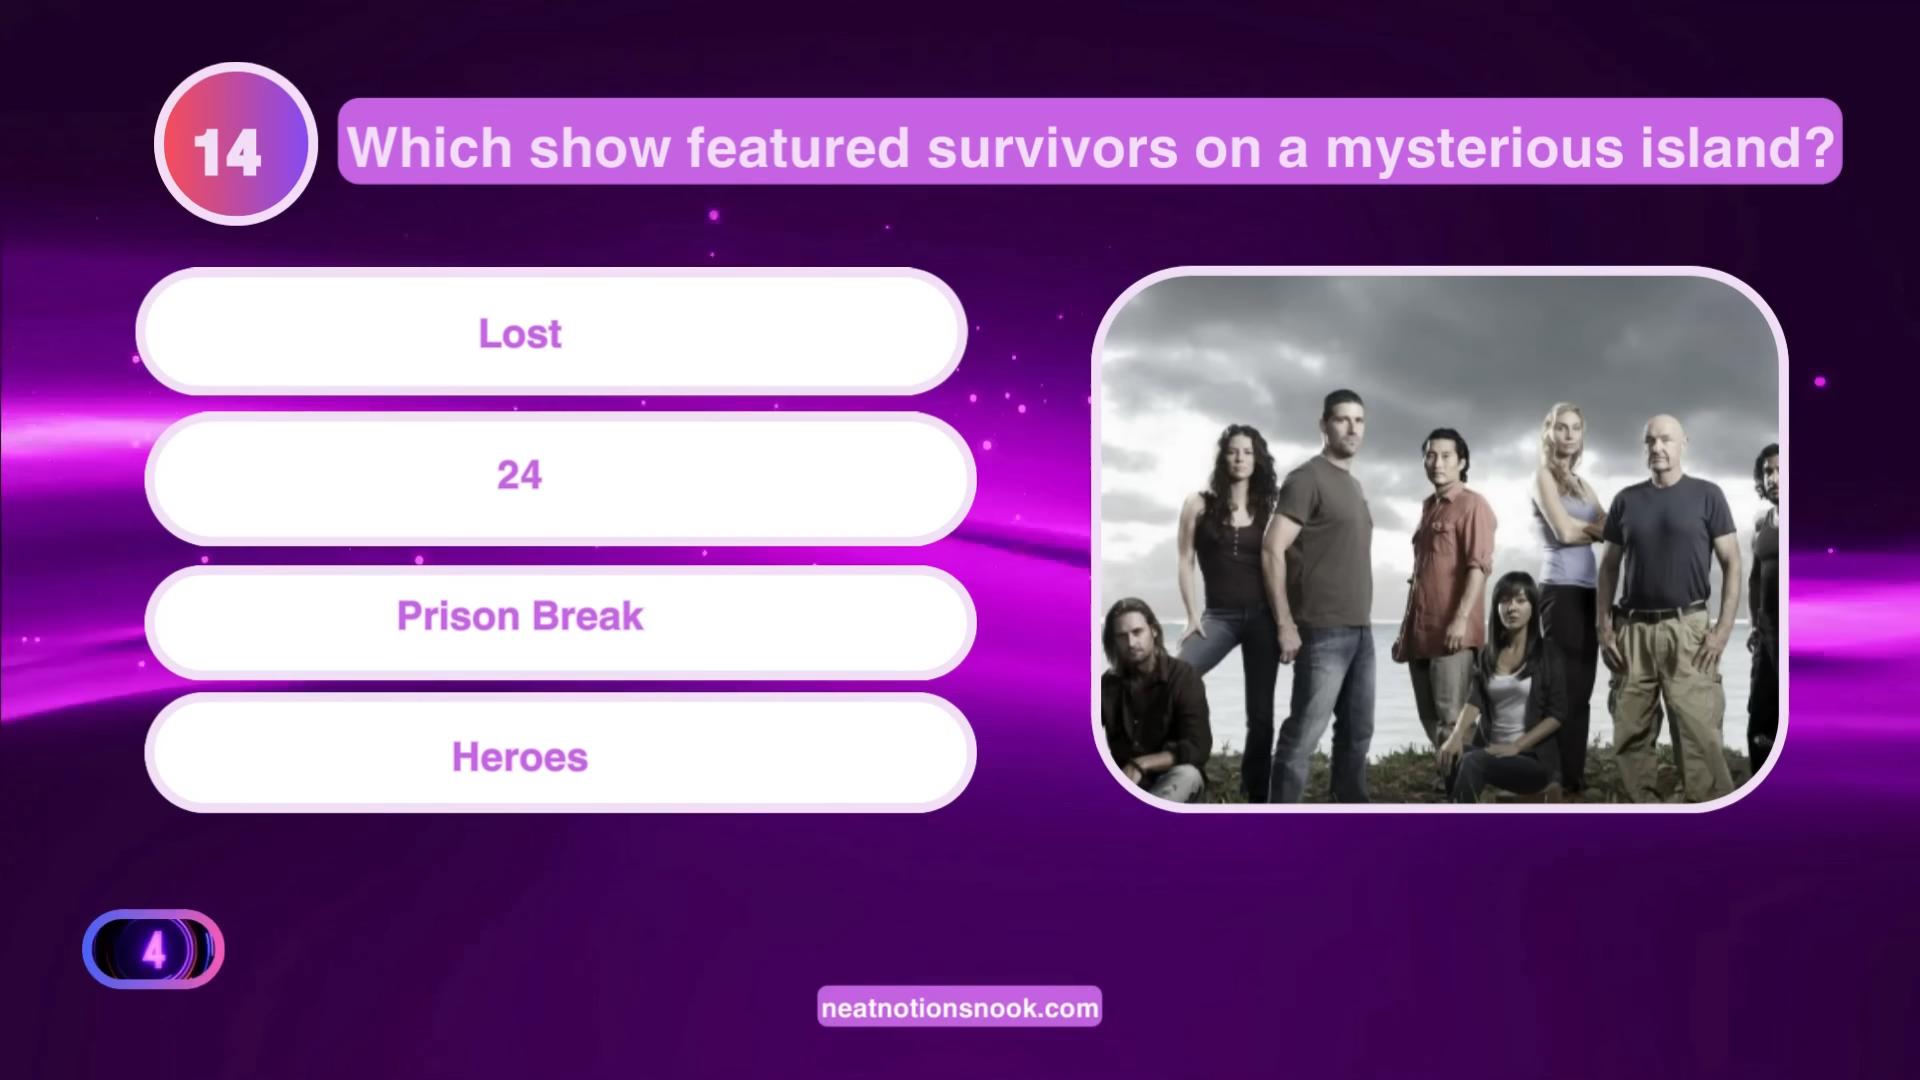 14
Which show featured survivors on a mysterious island?
Lost
24
Prison Break
Heroes
4
neatnotionsnook.com